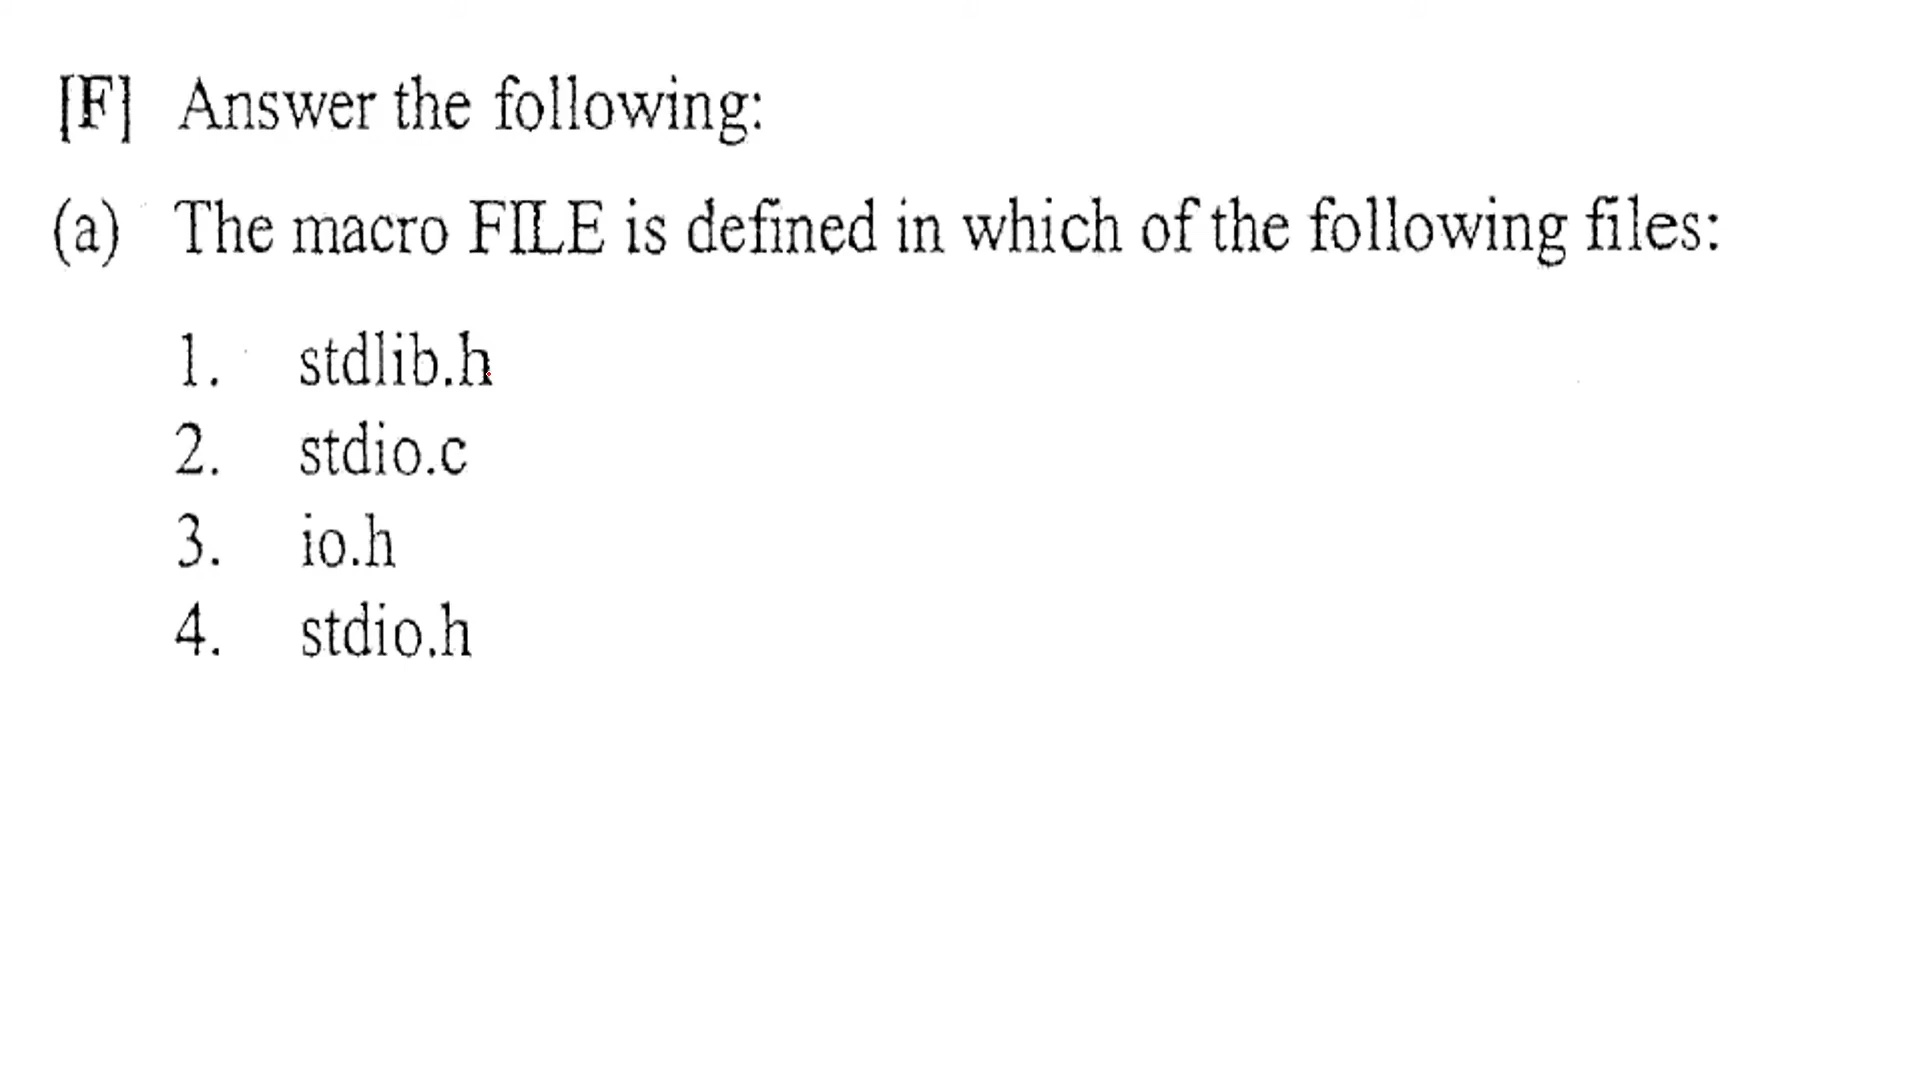 [F] Answer the following:
(a) The macro FILE is defined in which of the following files:
1. stdlib.h
2. stdio.c
3. io.h
4. stdio.h